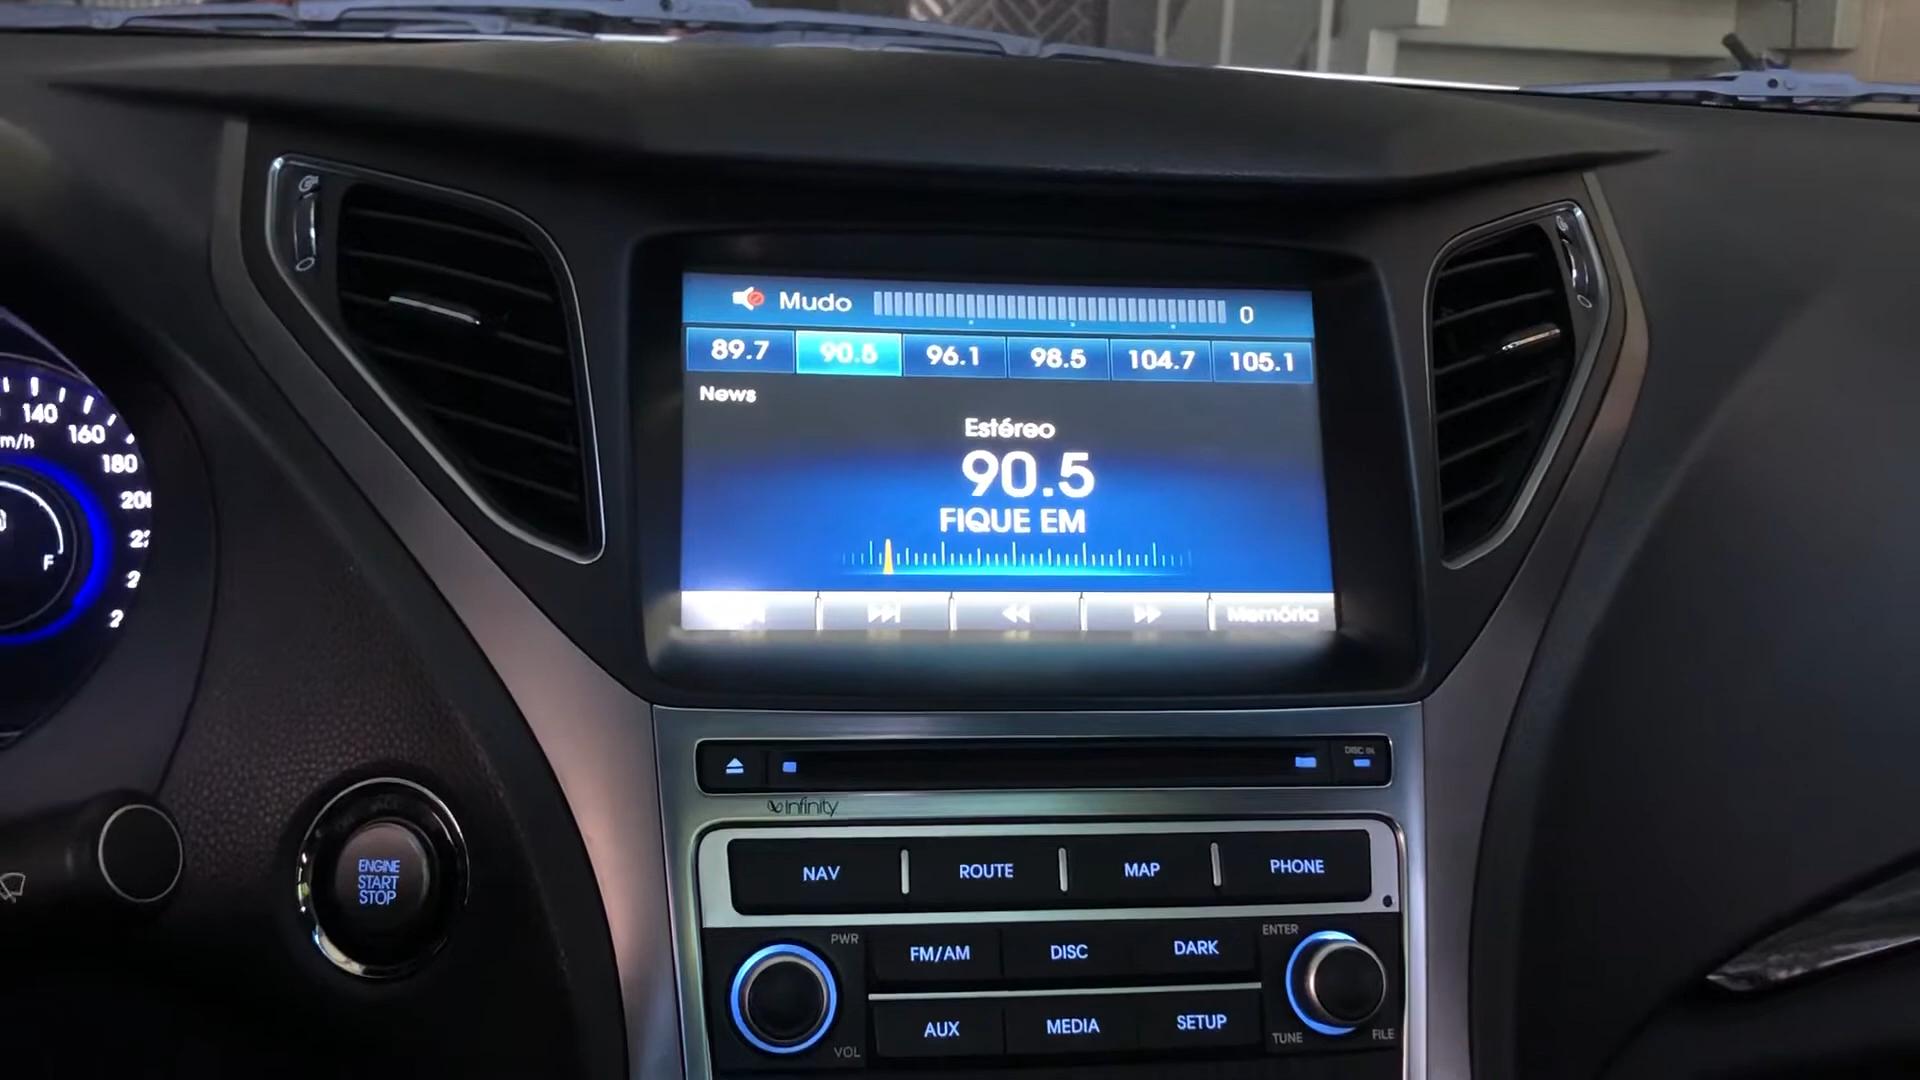 Mudo 0
89.7 90.5 96.1 98.5 104.7 105.1
News
Estéreo
90.5
FIQUE EM
Memória
140
m/h
160
180
F
DISC IN
infinity
NAV ROUTE MAP PHONE
ENGINE
START
STOP
PWR
FM/AM DISC DARK
ENTER
AUX MEDIA SETUP
VOL
TUNE
FILE